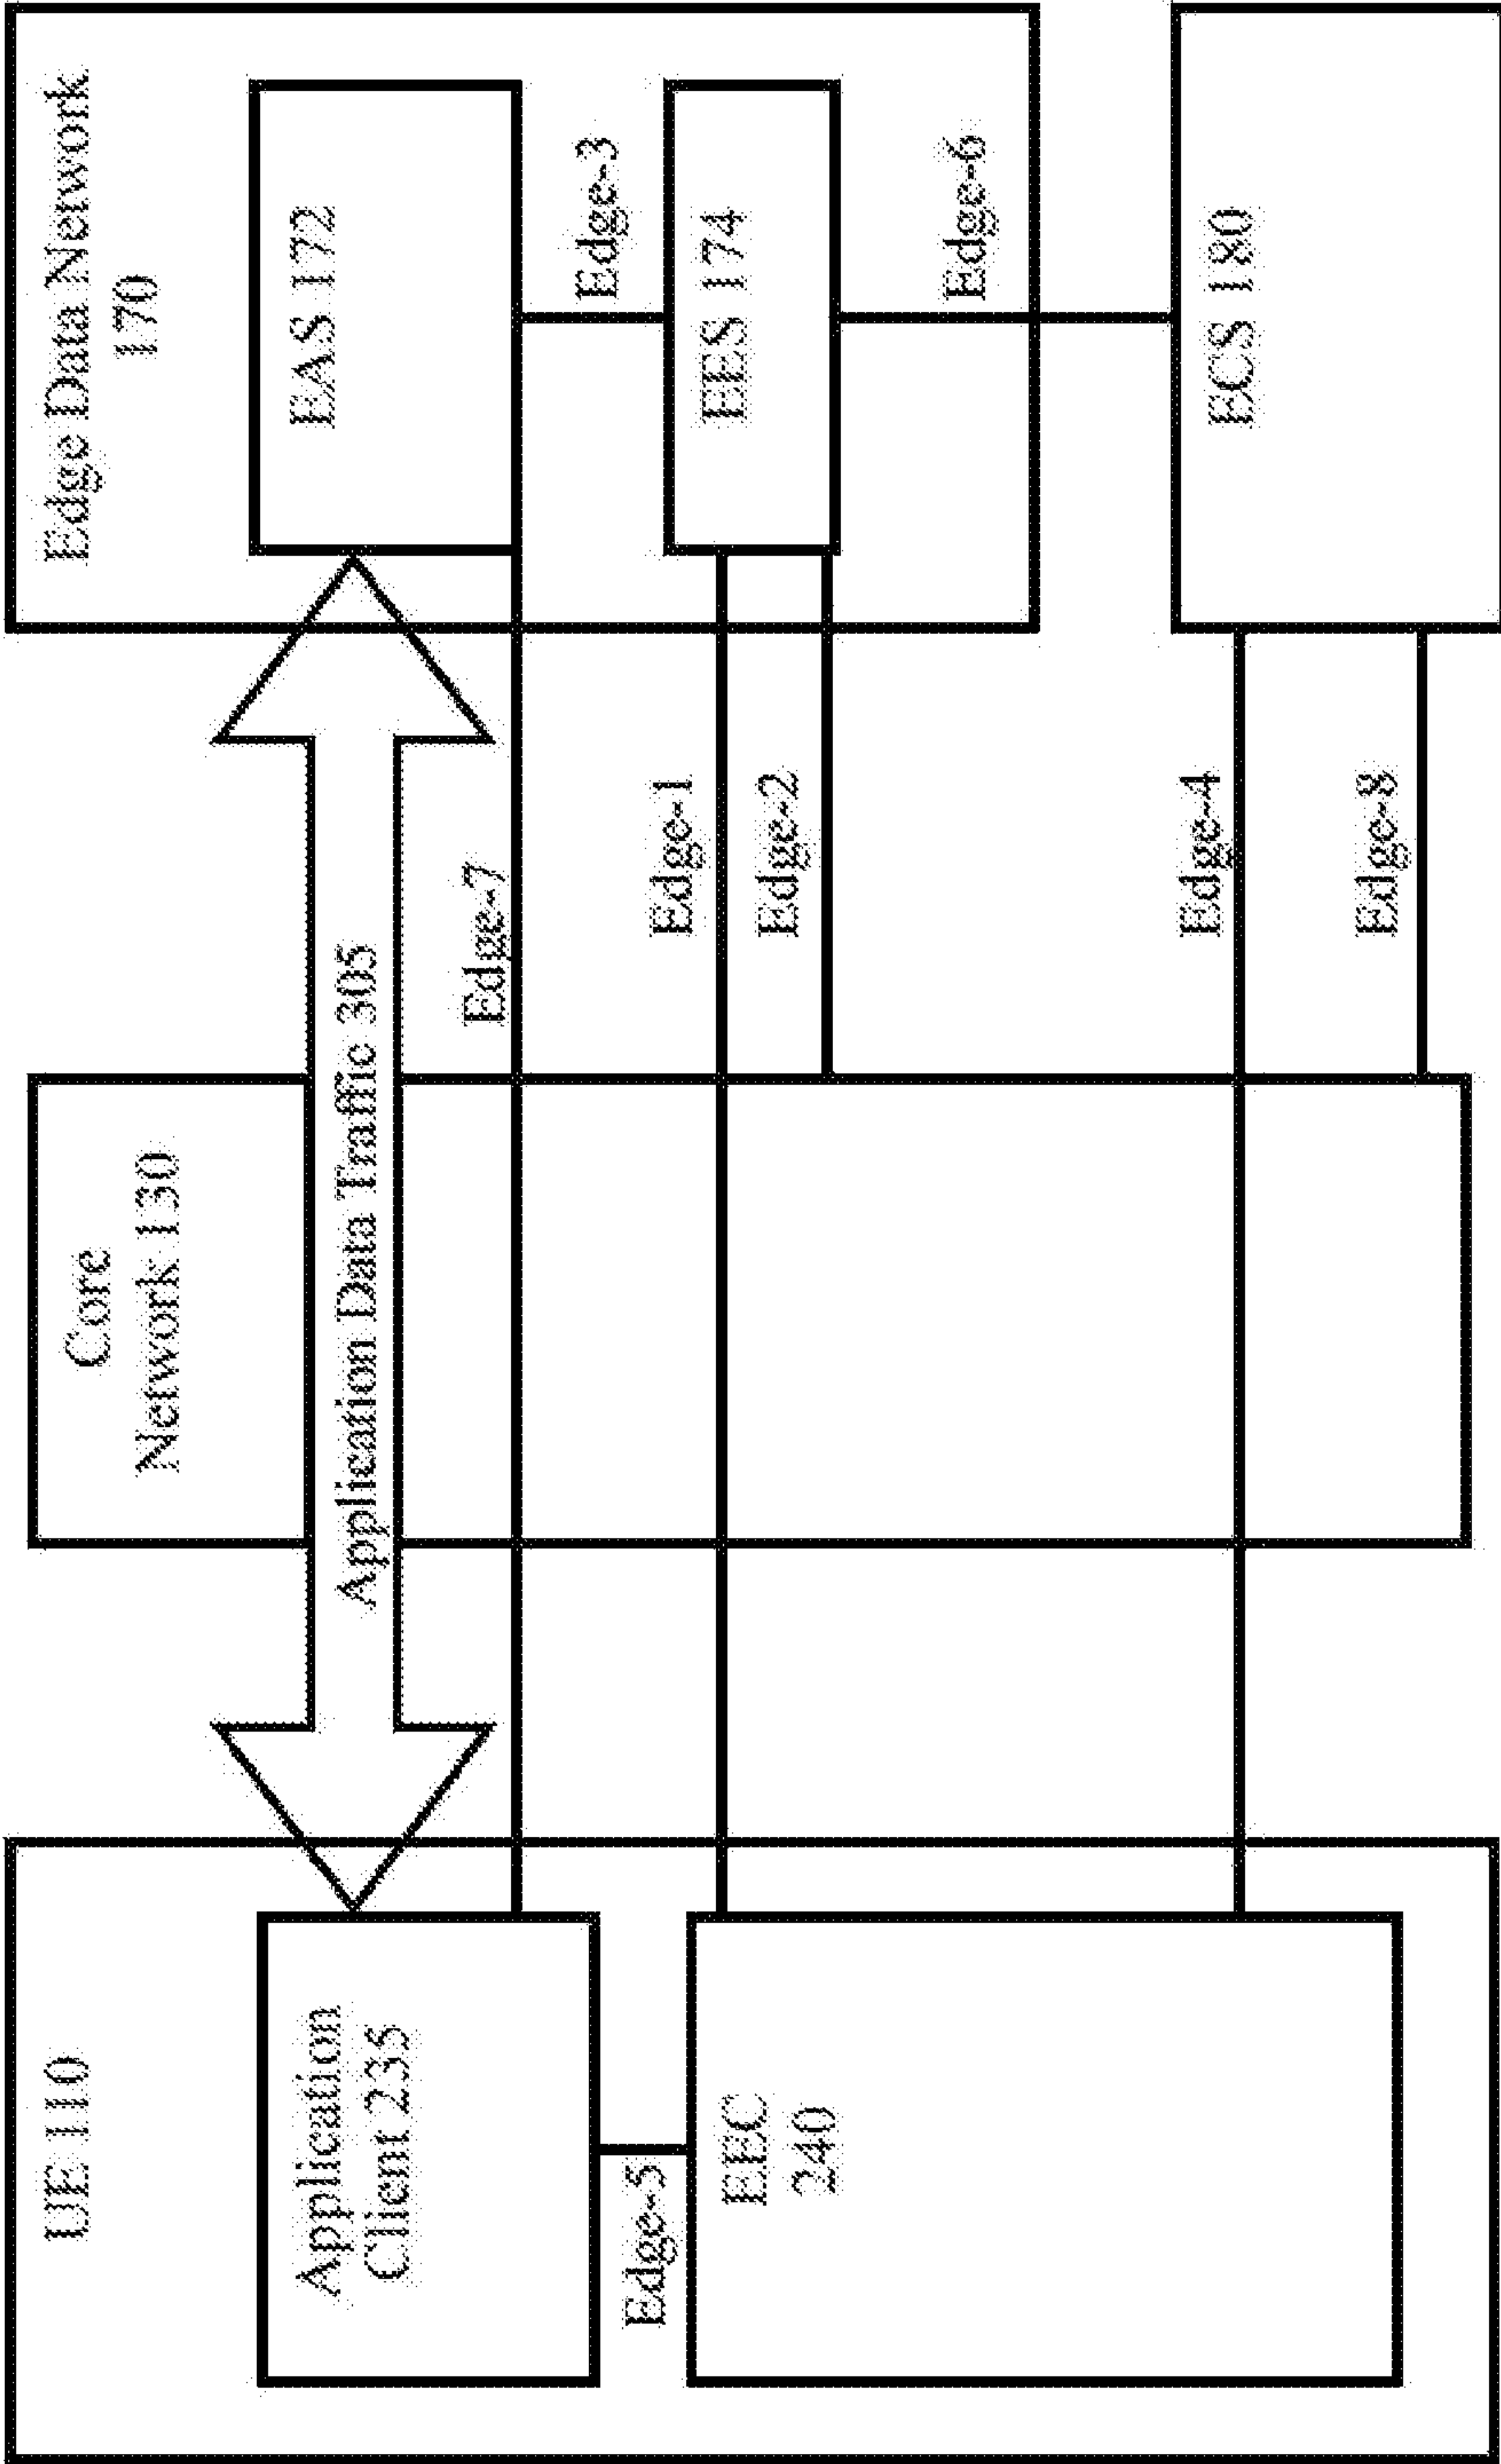 UE 110
Application
Client 235
Edge-5
EEC
240
Core
Network 130
Application Data Traffic 305
Edge-7
Edge-1
Edge-2
Edge-4
Edge-8
Edge Data Network
170
EAS 172
Edge-3
EES 174
Edge-6
ECS 180